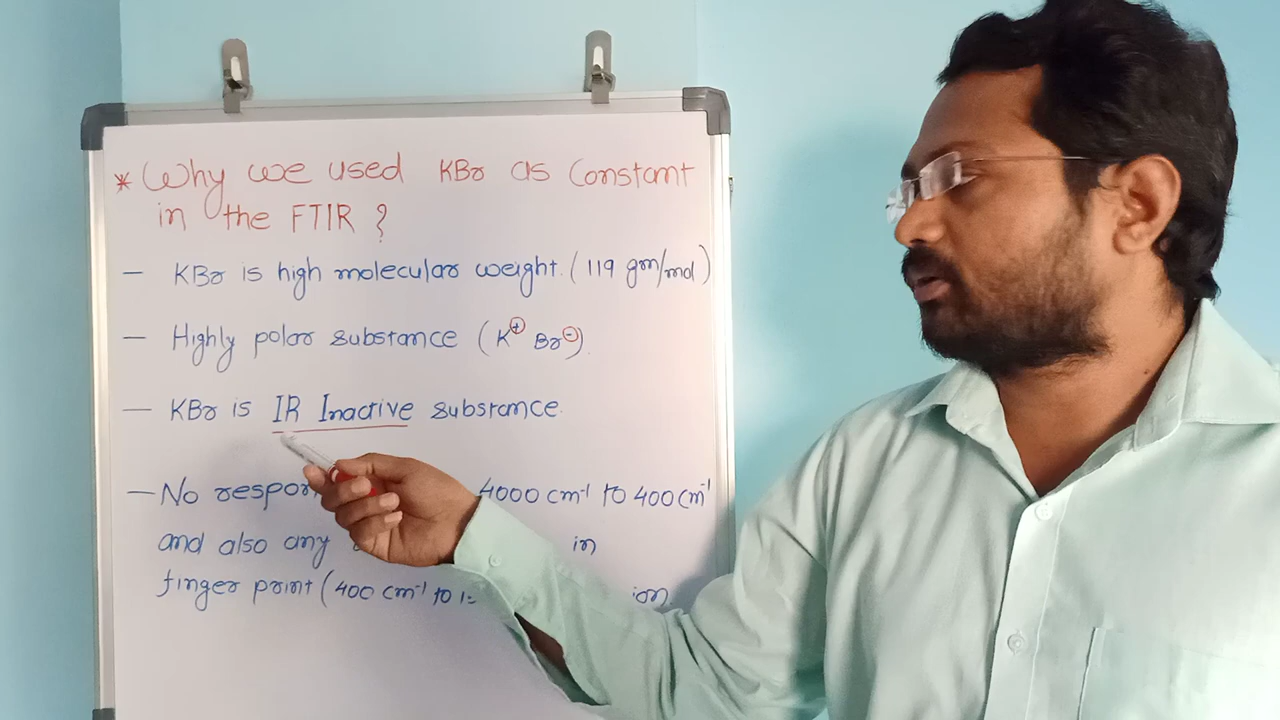 * Why we used KBr as Constant
in the FTIR ?
– KBr is high molecular weight. (119 gm/mol)
– Highly polar substance (K⊕ Br⊖).
– KBr is IR Inactive substance.
– No 4000 cm⁻¹ to 400 cm⁻¹
and also any in
finger print (400 cm⁻¹ to